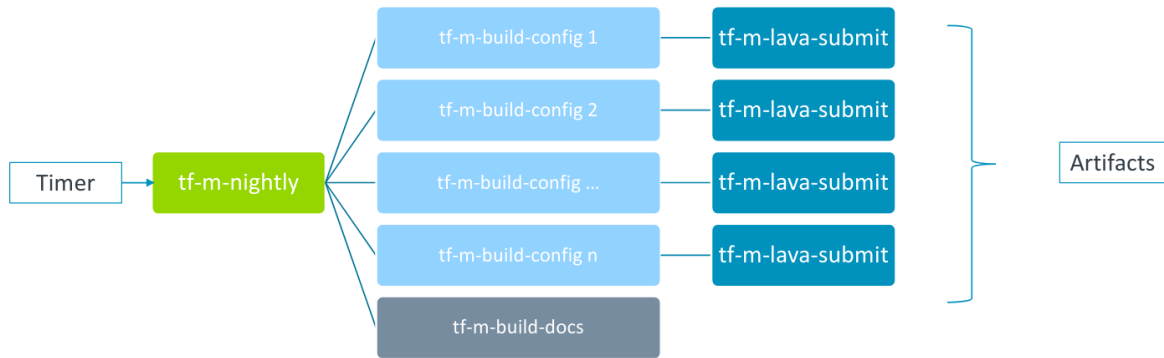 tf-m-build-config 1
tf-m-lava-submit
tf-m-build-config 2
tf-m-lava-submit
Timer
tf-m-nightly
tf-m-build-config ...
tf-m-lava-submit
Artifacts
tf-m-build-config n
tf-m-lava-submit
tf-m-build-docs